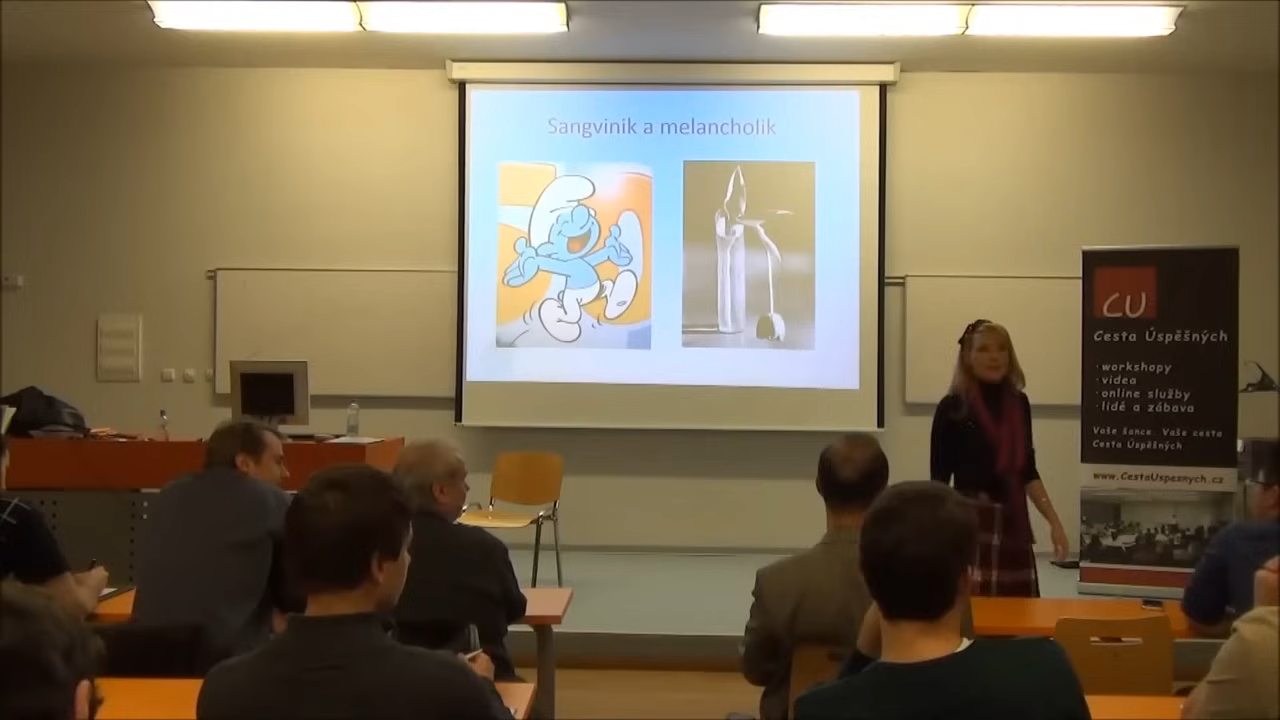 Sangvinik a melancholik
CU
Cesta Úspěšných
· workshopy
· videa
· online služby
· lidé a zábava
Vaše šance Vaše cesta
Cesta Úspěšných
www.CestaUspesnych.cz